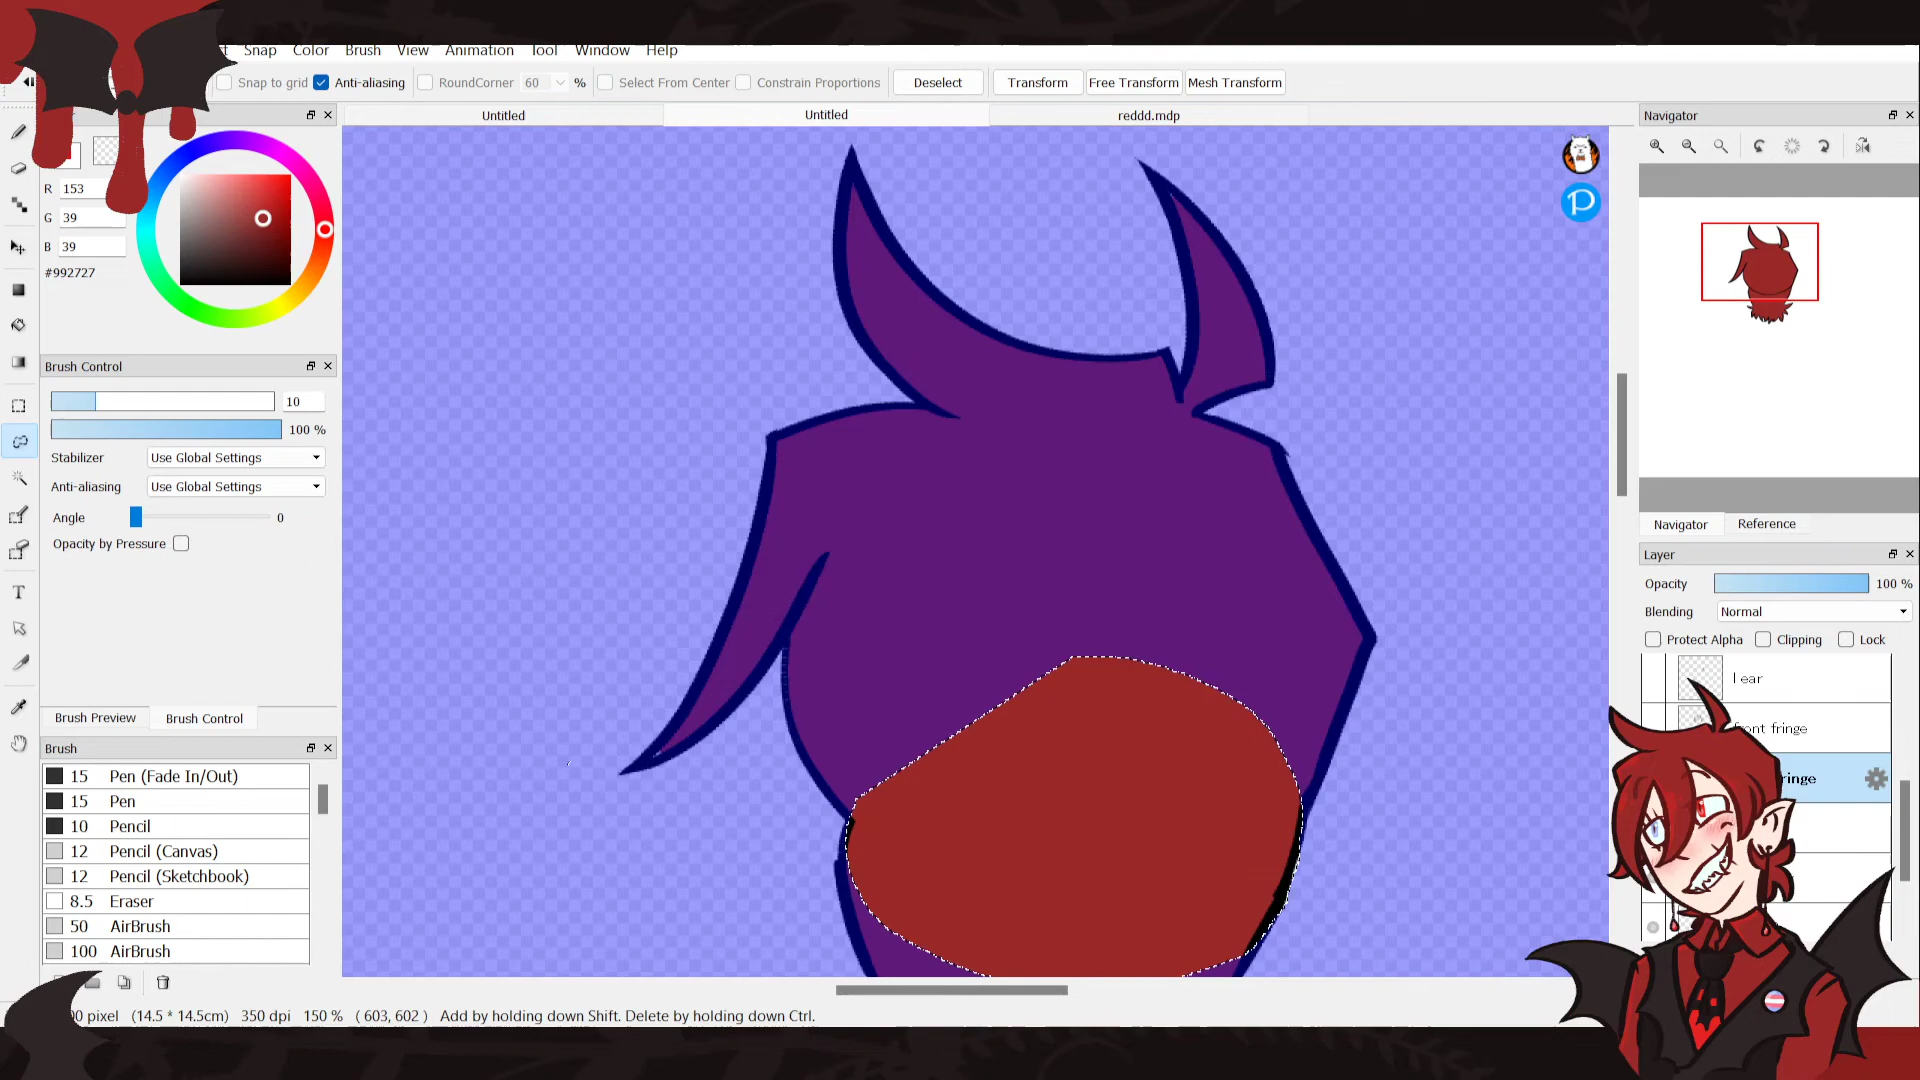 Snap Color Brush View Animation Tool Window Help
Snap to grid Anti-aliasing RoundCorner 60 % Select From Center Constrain Proportions Deselect Transform Free Transform Mesh Transform
Untitled Untitled reddd.mdp
R 153
G 39
B 39
#992727
Brush Control
10
100 %
Stabilizer Use Global Settings
Anti-aliasing Use Global Settings
Angle 0
Opacity by Pressure
Brush Preview Brush Control
Brush
15 Pen (Fade In/Out)
15 Pen
10 Pencil
12 Pencil (Canvas)
12 Pencil (Sketchbook)
8.5 Eraser
50 AirBrush
100 AirBrush
pixel (14.5 * 14.5cm) 350 dpi 150 % ( 603, 602 ) Add by holding down Shift. Delete by holding down Ctrl.
P
Navigator
Navigator Reference
Layer
Opacity 100 %
Blending Normal
Protect Alpha Clipping Lock
l ear
fringe